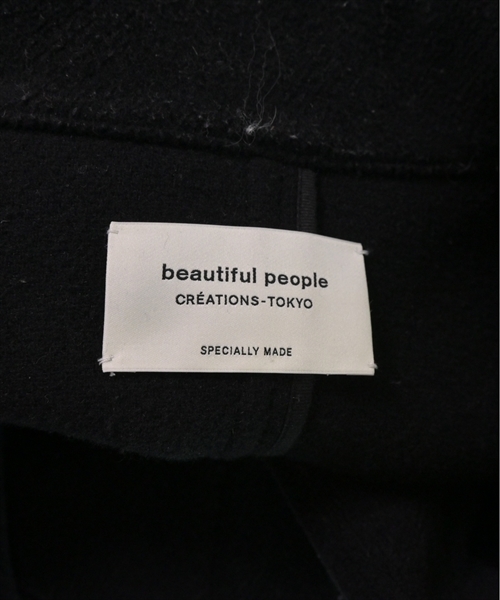 beautiful people
CRÉATIONS-TOKYO
SPECIALLY MADE